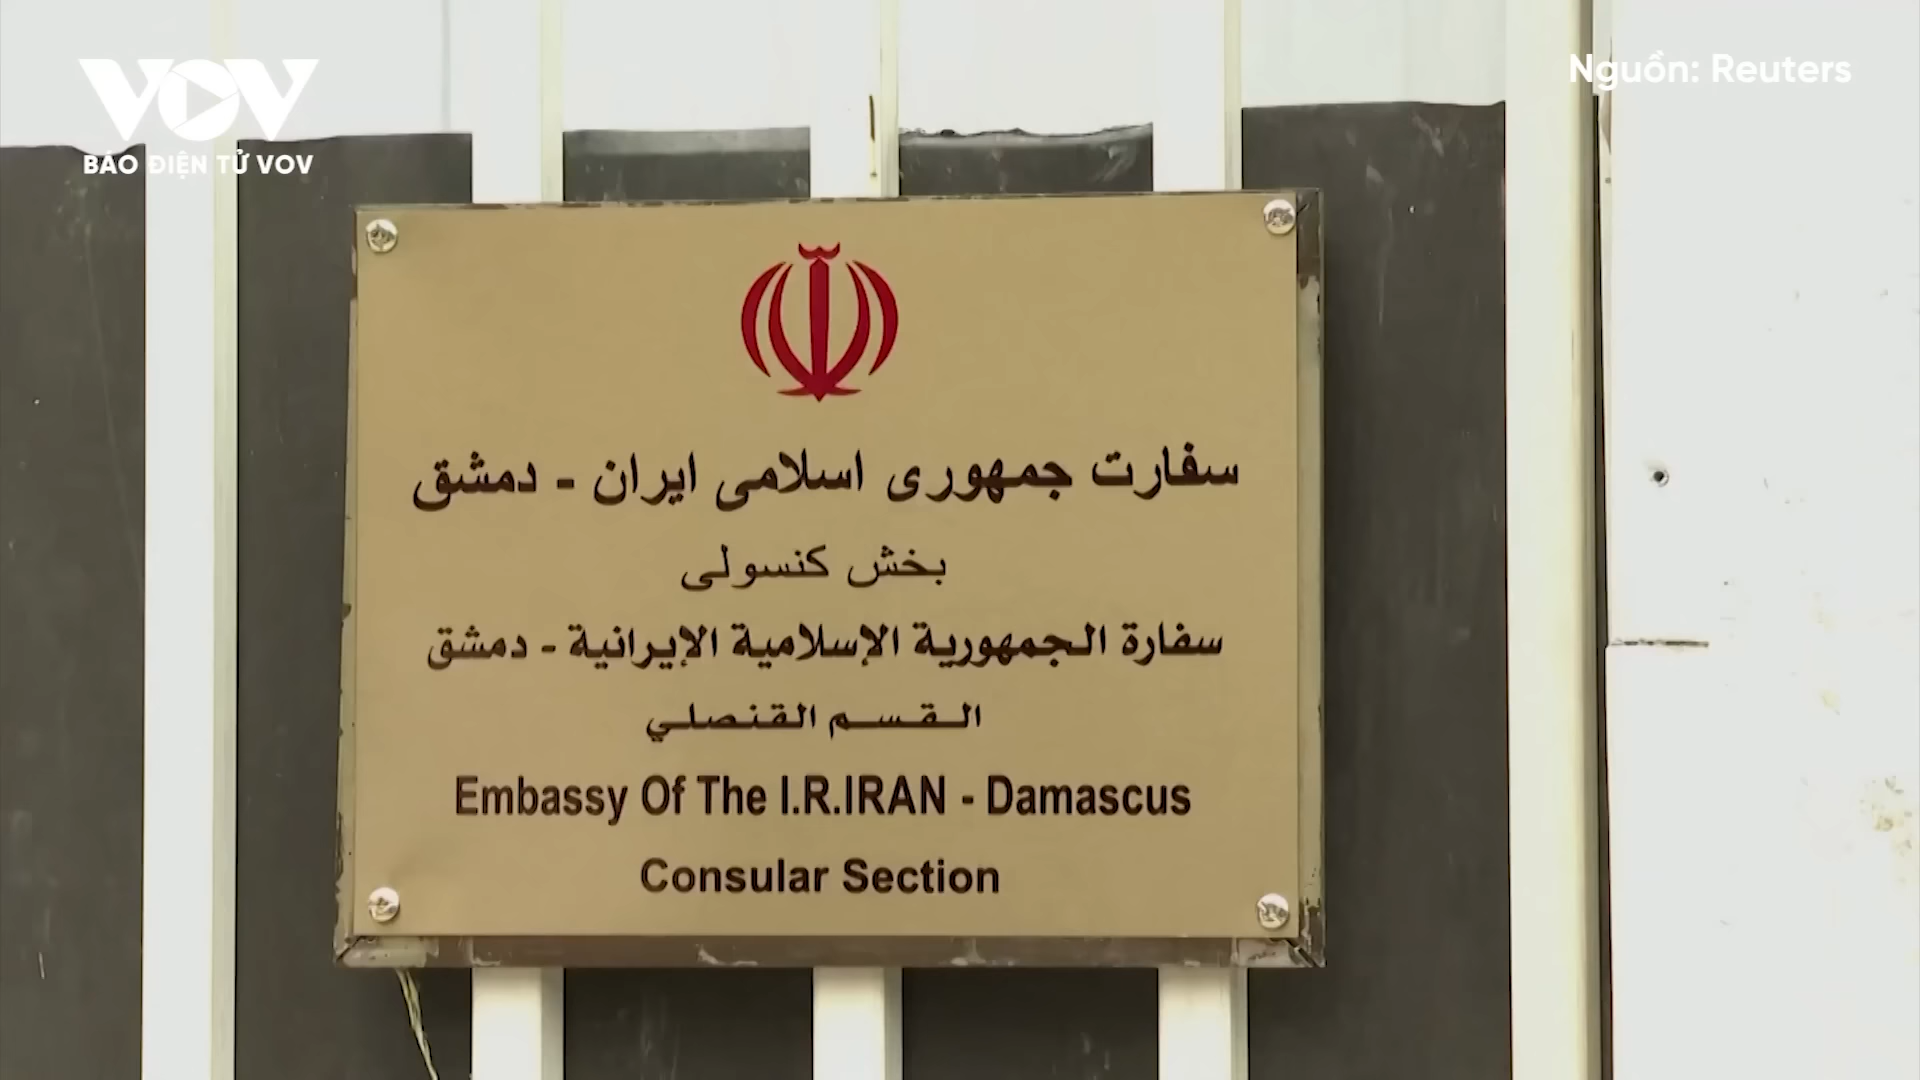 VOV
BÁO ĐIỆN TỬ VOV
Nguồn: Reuters
سفارت جمهوری اسلامی ایران - دمشق
بخش کنسولی
سفارة الجمهورية الإسلامية الإيرانية - دمشق
القسم القنصلي
Embassy Of The I.R.IRAN - Damascus
Consular Section